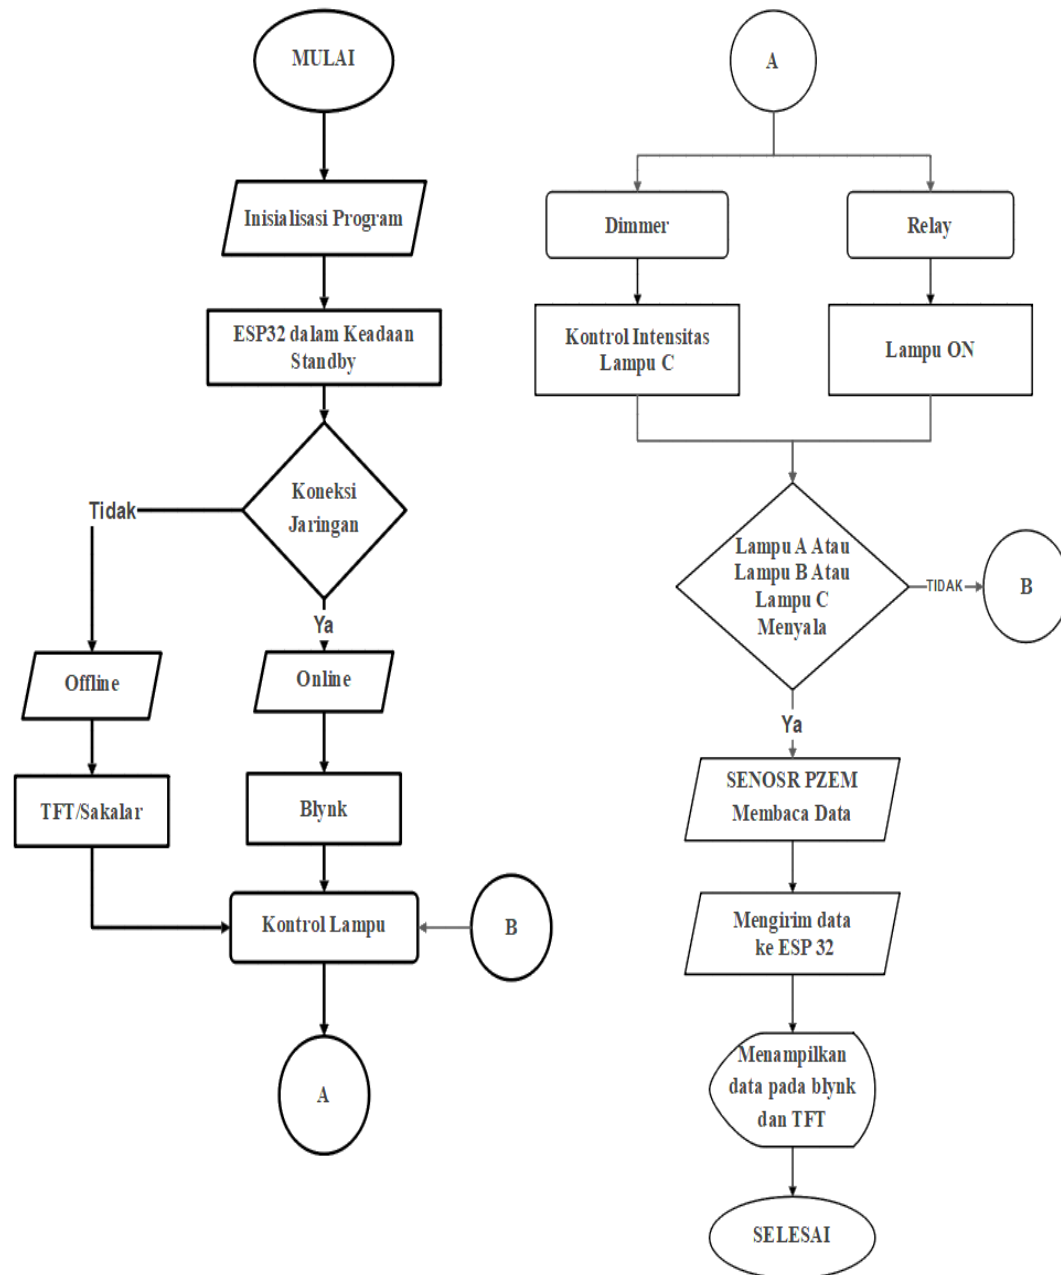 MULAI
Inisialisasi Program
ESP32 dalam Keadaan
Standby
Koneksi
Jaringan
Tidak
Ya
Offline
Online
TFT/Sakalar
Blynk
Kontrol Lampu
B
A
A
Dimmer
Relay
Kontrol Intensitas
Lampu C
Lampu ON
Lampu A Atau
Lampu B Atau
Lampu C
Menyala
TIDAK
B
Ya
SENOSR PZEM
Membaca Data
Mengirim data
ke ESP 32
Menampilkan
data pada blynk
dan TFT
SELESAI